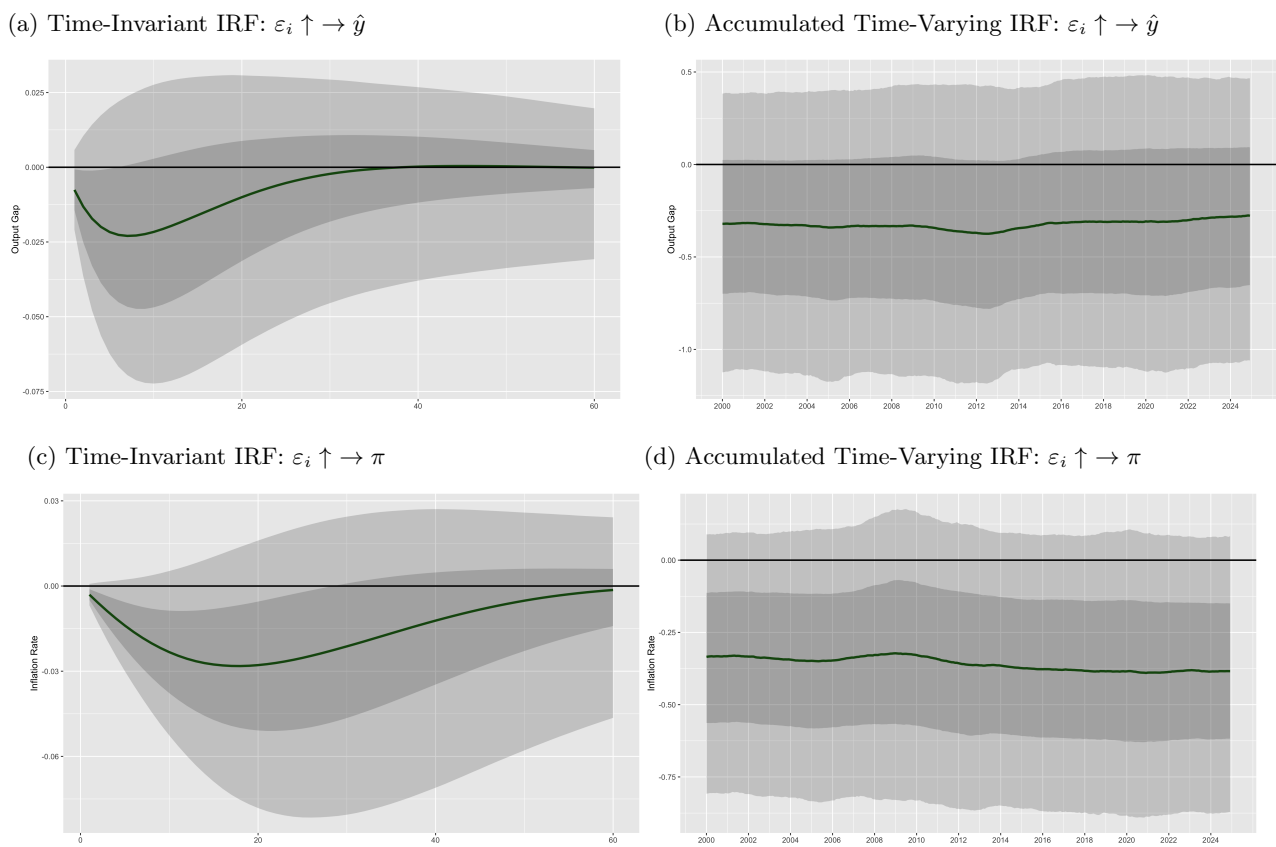 (a) Time-Invariant IRF: εᵢ ↑ → ŷ
(b) Accumulated Time-Varying IRF: εᵢ ↑ → ŷ
0.025
0.000
-0.025
-0.050
-0.075
Output Gap
0
20
40
60
0.5
0.0
-0.5
-1.0
Output Gap
2000 2002 2004 2006 2008 2010 2012 2014 2016 2018 2020 2022 2024
(c) Time-Invariant IRF: εᵢ ↑ → π
(d) Accumulated Time-Varying IRF: εᵢ ↑ → π
0.03
0.00
-0.03
-0.06
Inflation Rate
0
20
40
60
0.00
-0.25
-0.50
-0.75
Inflation Rate
2000 2002 2004 2006 2008 2010 2012 2014 2016 2018 2020 2022 2024